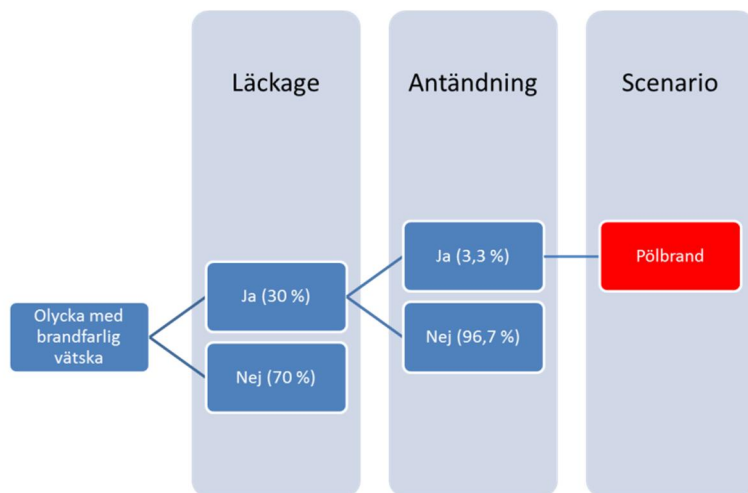 Läckage
Antändning
Scenario
Ja (3,3 %)
Pölbrand
Ja (30 %)
Olycka med
brandfarlig
vätska
Nej (96,7 %)
Nej (70 %)